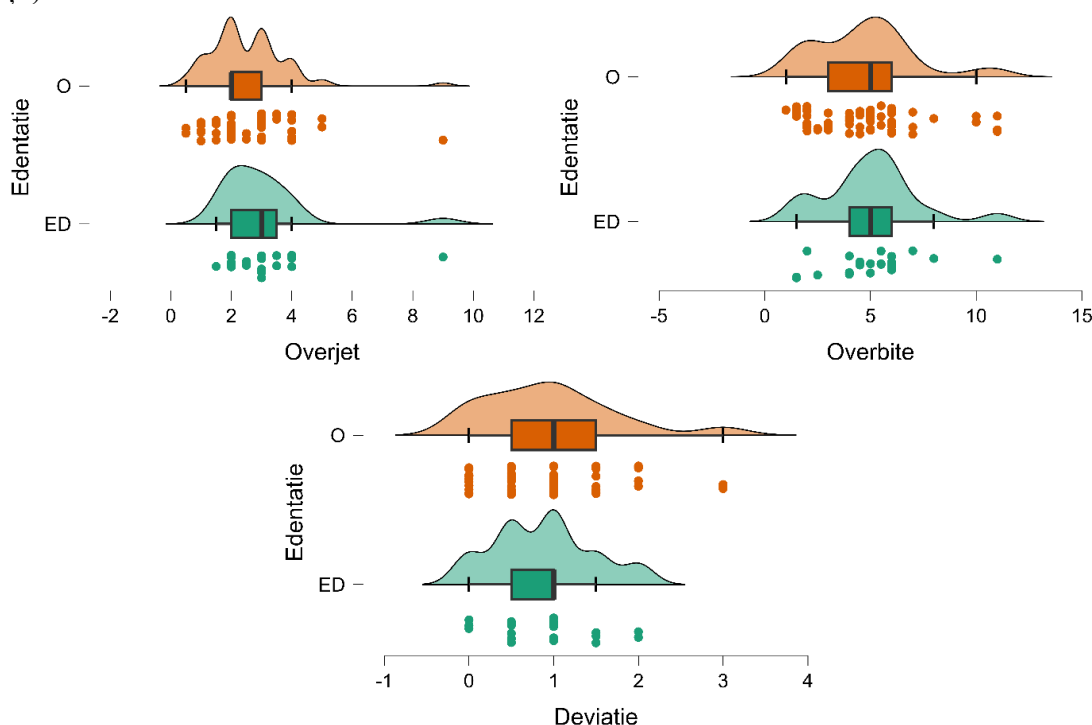 Edentatie
O
ED
-2 0 2 4 6 8 10 12
Overjet
Edentatie
O
ED
-5 0 5 10 15
Overbite
Edentatie
O
ED
-1 0 1 2 3 4
Deviatie